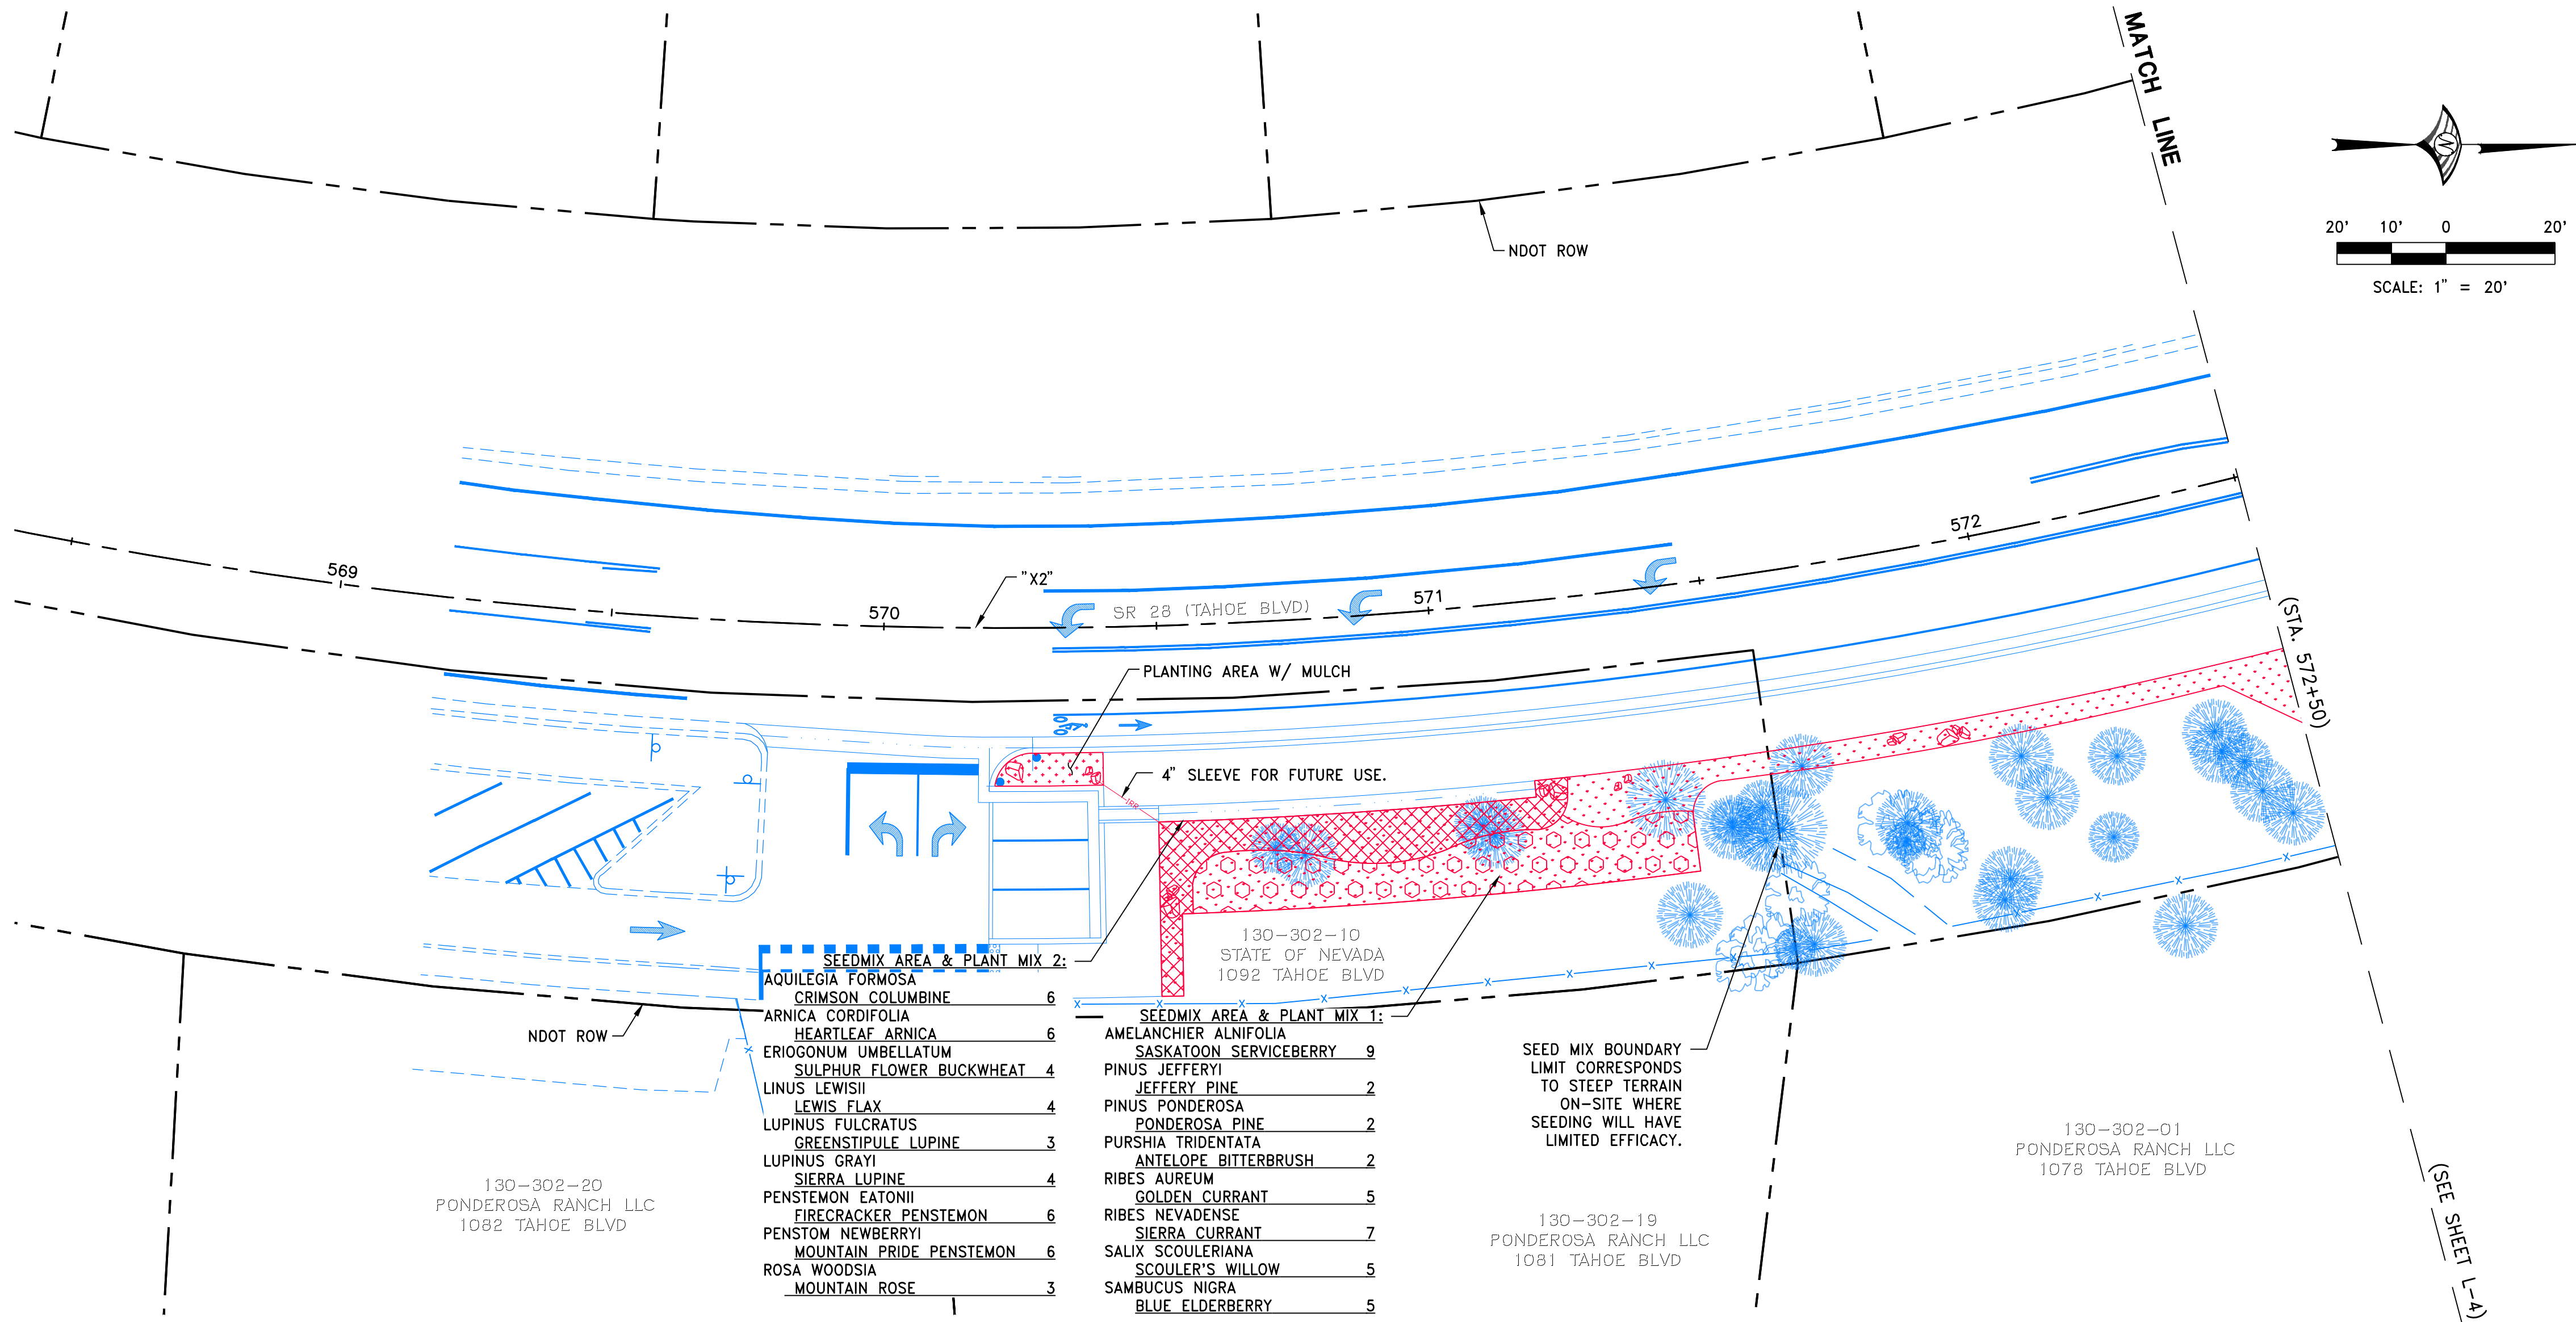 MATCH LINE
N
20' 10' 0 20'
SCALE: 1" = 20'
NDOT ROW
572
569
"X2"
571
570
SR 28 (TAHOE BLVD)
(STA. 572+50)
PLANTING AREA W/ MULCH
4" SLEEVE FOR FUTURE USE.
IRR
130-302-10
STATE OF NEVADA
1092 TAHOE BLVD
SEEDMIX AREA & PLANT MIX 2:
AQUILEGIA FORMOSA
CRIMSON COLUMBINE 6
ARNICA CORDIFOLIA
HEARTLEAF ARNICA 6
ERIOGONUM UMBELLATUM
SULPHUR FLOWER BUCKWHEAT 4
LINUS LEWISII
LEWIS FLAX 4
LUPINUS FULCRATUS
GREENSTIPULE LUPINE 3
LUPINUS GRAYI
SIERRA LUPINE 4
PENSTEMON EATONII
FIRECRACKER PENSTEMON 6
PENSTOM NEWBERRYI
MOUNTAIN PRIDE PENSTEMON 6
ROSA WOODSIA
MOUNTAIN ROSE 3
SEEDMIX AREA & PLANT MIX 1:
AMELANCHIER ALNIFOLIA
SASKATOON SERVICEBERRY 9
PINUS JEFFERYI
JEFFERY PINE 2
PINUS PONDEROSA
PONDEROSA PINE 2
PURSHIA TRIDENTATA
ANTELOPE BITTERBRUSH 2
RIBES AUREUM
GOLDEN CURRANT 5
RIBES NEVADENSE
SIERRA CURRANT 7
SALIX SCOULERIANA
SCOULER'S WILLOW 5
SAMBUCUS NIGRA
BLUE ELDERBERRY 5
NDOT ROW
SEED MIX BOUNDARY
LIMIT CORRESPONDS
TO STEEP TERRAIN
ON-SITE WHERE
SEEDING WILL HAVE
LIMITED EFFICACY.
130-302-20
PONDEROSA RANCH LLC
1082 TAHOE BLVD
130-302-19
PONDEROSA RANCH LLC
1081 TAHOE BLVD
130-302-01
PONDEROSA RANCH LLC
1078 TAHOE BLVD
(SEE SHEET L-4)